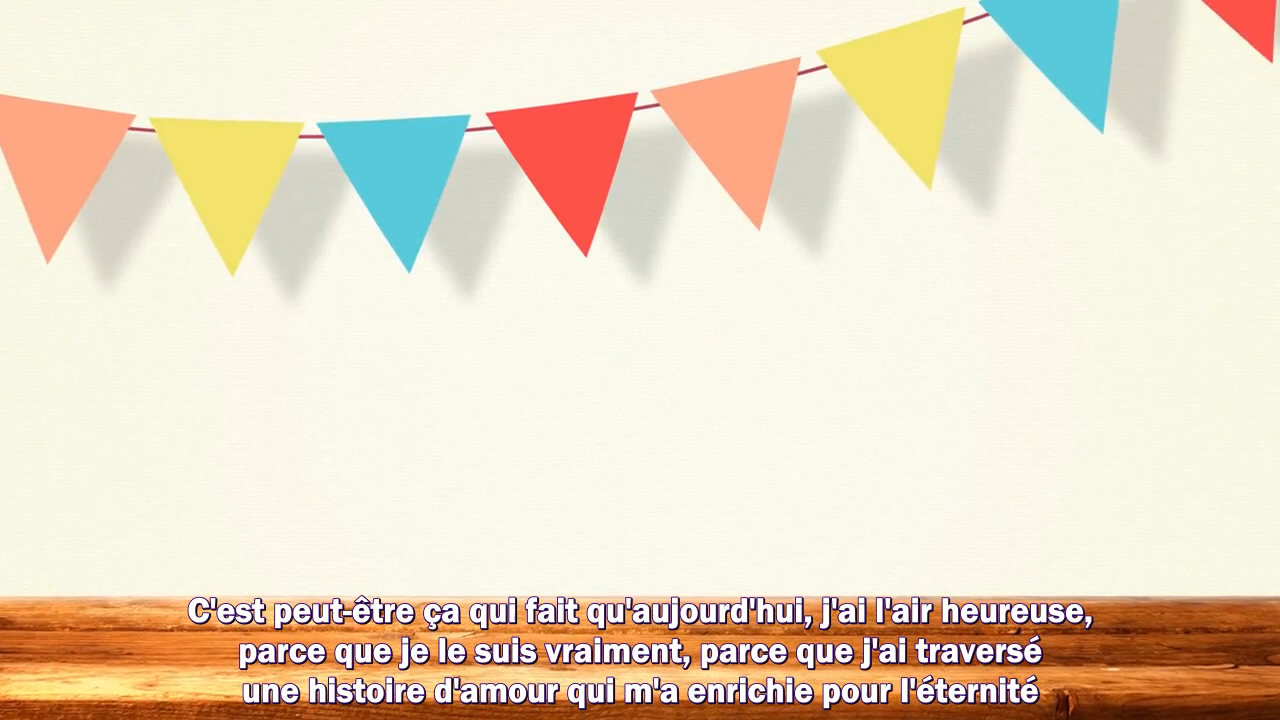 C'est peut-être ça qui fait qu'aujourd'hui, j'ai l'air heureuse,
parce que je le suis vraiment, parce que j'ai traversé
une histoire d'amour qui m'a enrichie pour l'éternité